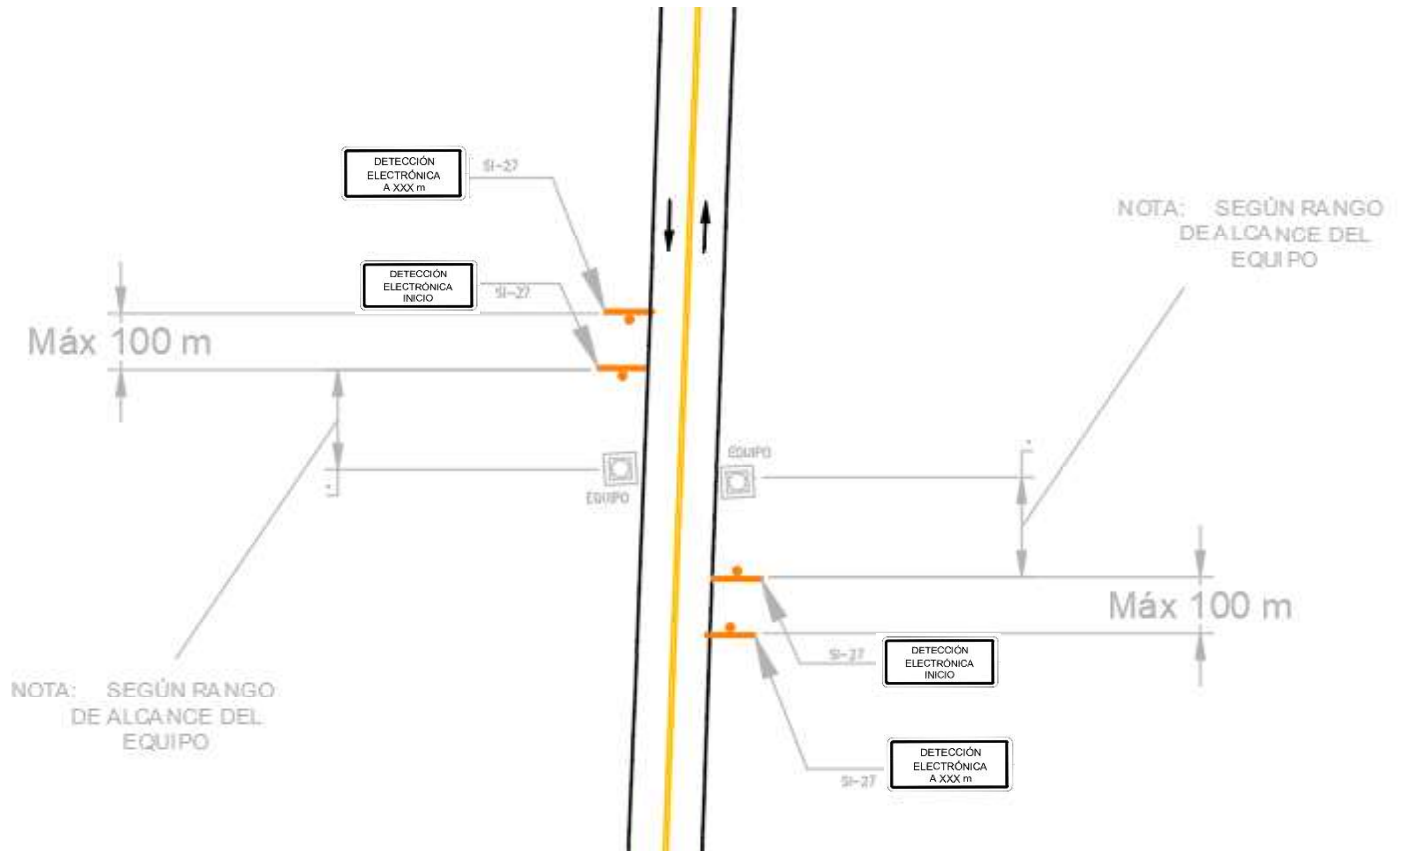 DETECCIÓN
ELECTRÓNICA
A XXX m
SI-27
DETECCIÓN
ELECTRÓNICA
INICIO
SI-27
Máx 100 m
NOTA: SEGÚN RANGO
DE ALCANCE DEL
EQUIPO
EQUIPO
EQUIPO
Máx 100 m
SI-27
DETECCIÓN
ELECTRÓNICA
INICIO
NOTA: SEGÚN RANGO
DE ALCANCE DEL
EQUIPO
SI-27
DETECCIÓN
ELECTRÓNICA
A XXX m